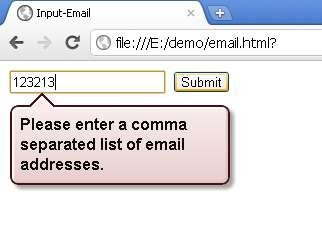 Input-Email
file:///E:/demo/email.html?
123213
Submit
Please enter a comma
separated list of email
addresses.